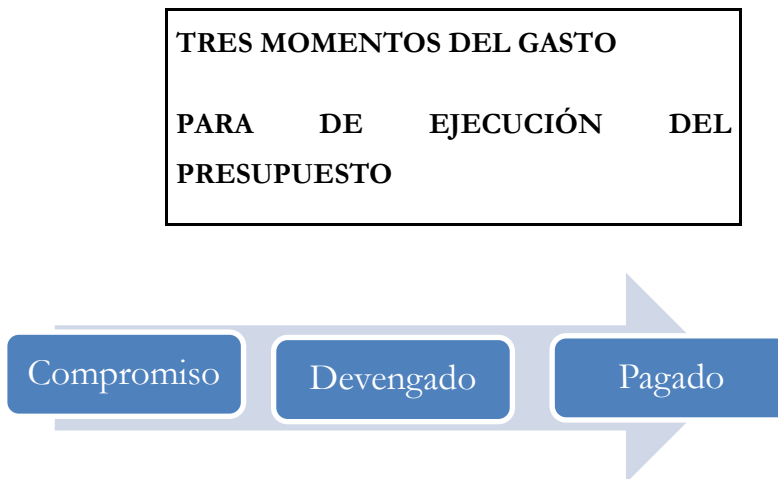 TRES MOMENTOS DEL GASTO
PARA DE EJECUCIÓN DEL
PRESUPUESTO
Compromiso
Devengado
Pagado